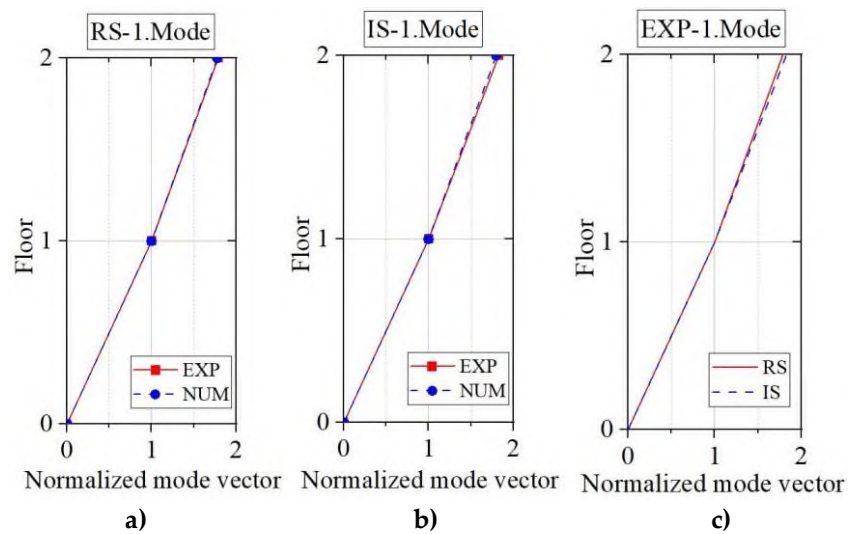 RS-1.Mode
2
1
0
Floor
EXP
NUM
0 1 2
Normalized mode vector
a)
IS-1.Mode
2
1
0
Floor
EXP
NUM
0 1 2
Normalized mode vector
b)
EXP-1.Mode
2
1
0
Floor
RS
IS
0 1 2
Normalized mode vector
c)